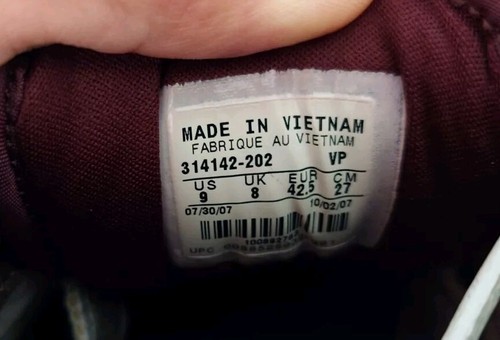 MADE IN VIETNAM
FABRIQUE AU VIETNAM
314142-202 VP
US UK EUR CM
9 8 42.5 27
07/30/07 10/02/07
UPC